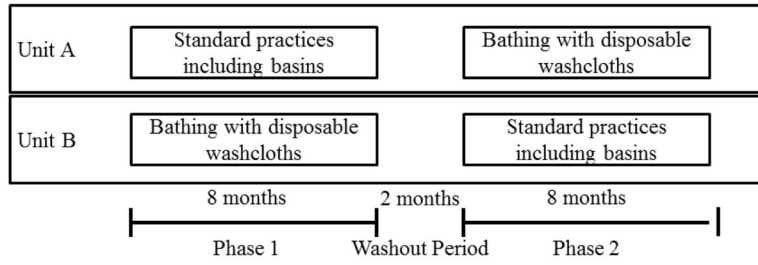 Unit A
Standard practices
including basins
Bathing with disposable
washcloths
Unit B
Bathing with disposable
washcloths
Standard practices
including basins
8 months
2 months
8 months
Phase 1
Washout Period
Phase 2